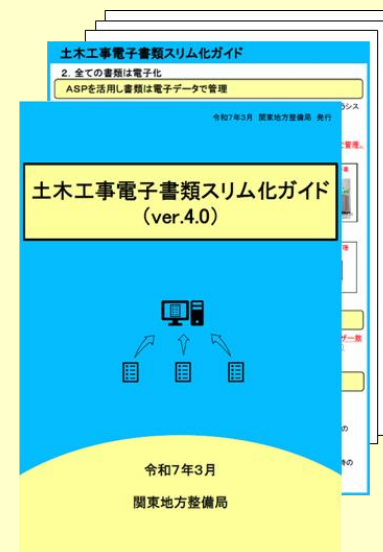 土木工事電子書類スリム化ガイド
2. 全ての書類は電子化
ASPを活用し書類は電子データで管理
令和7年3月 関東地方整備局 発行
土木工事電子書類スリム化ガイド
(ver.4.0)
令和7年3月
関東地方整備局